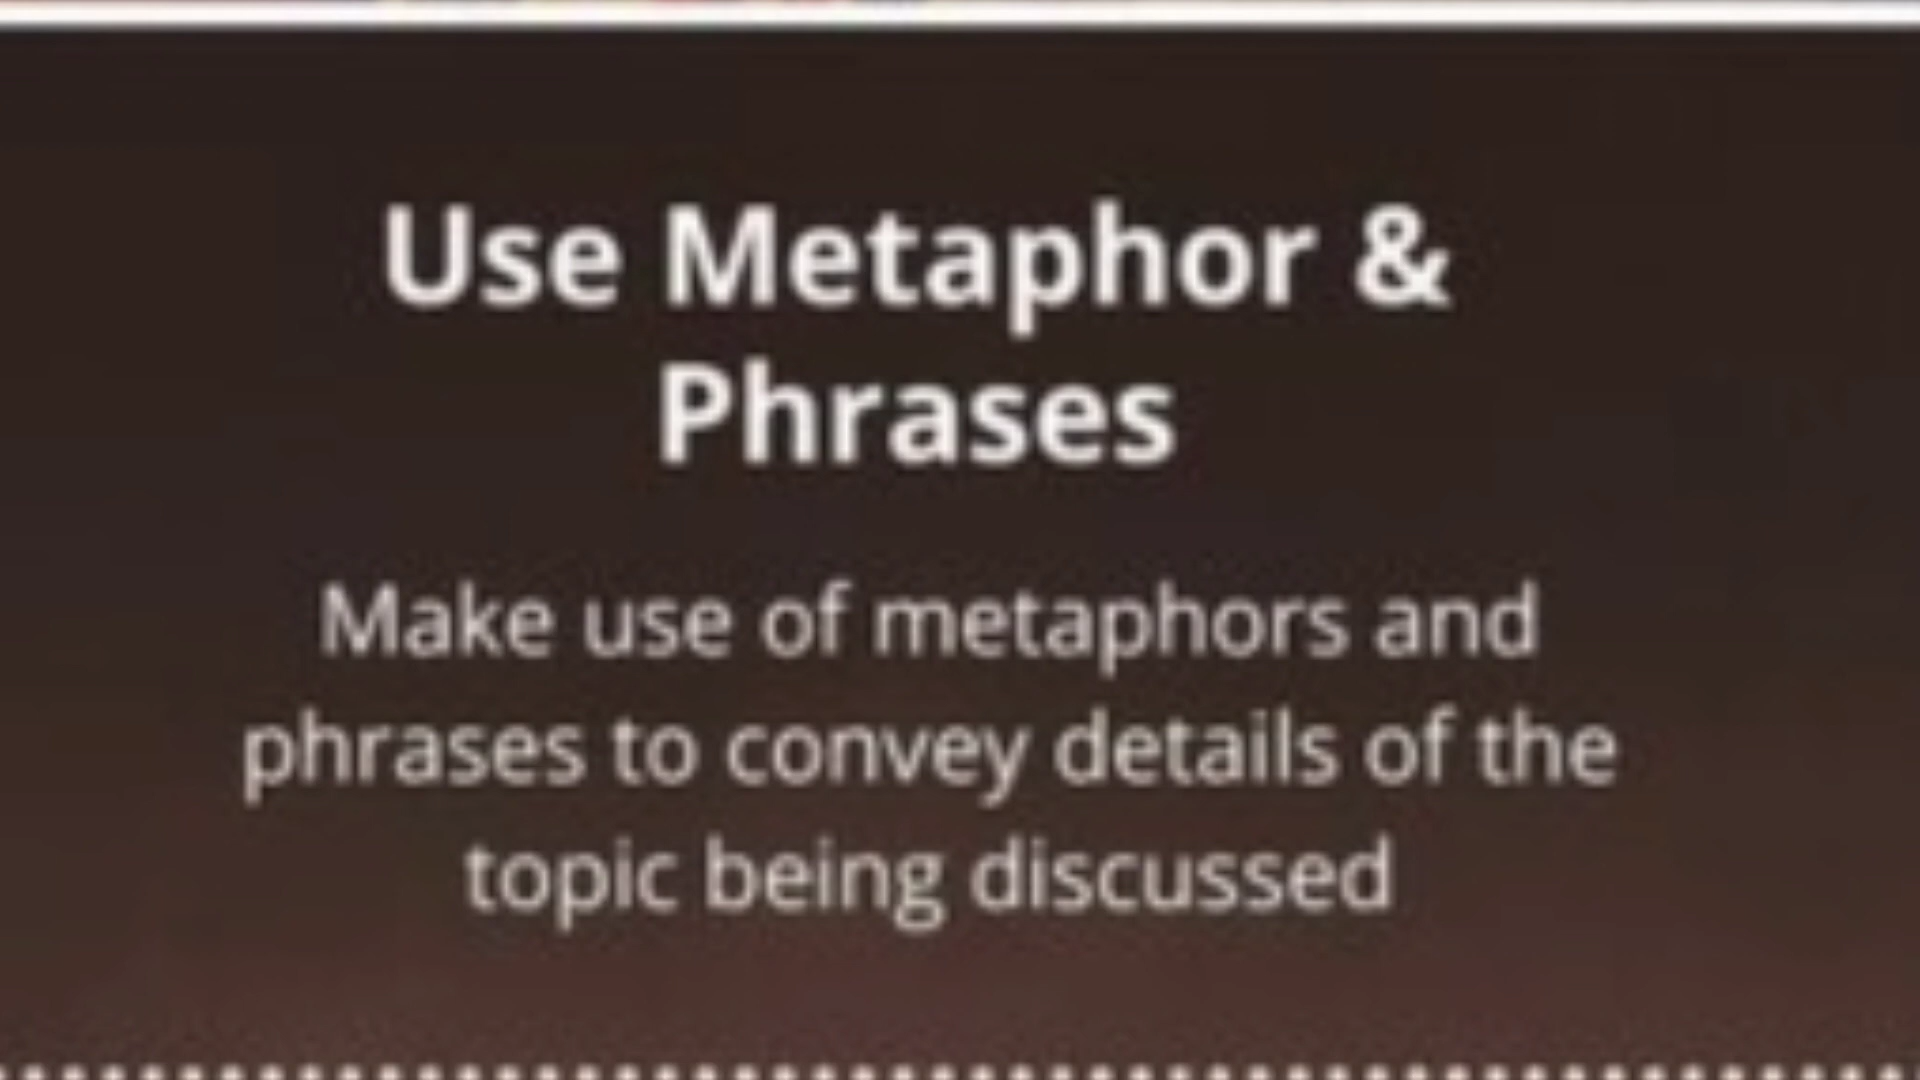 Use Metaphor &
Phrases
Make use of metaphors and
phrases to convey details of the
topic being discussed